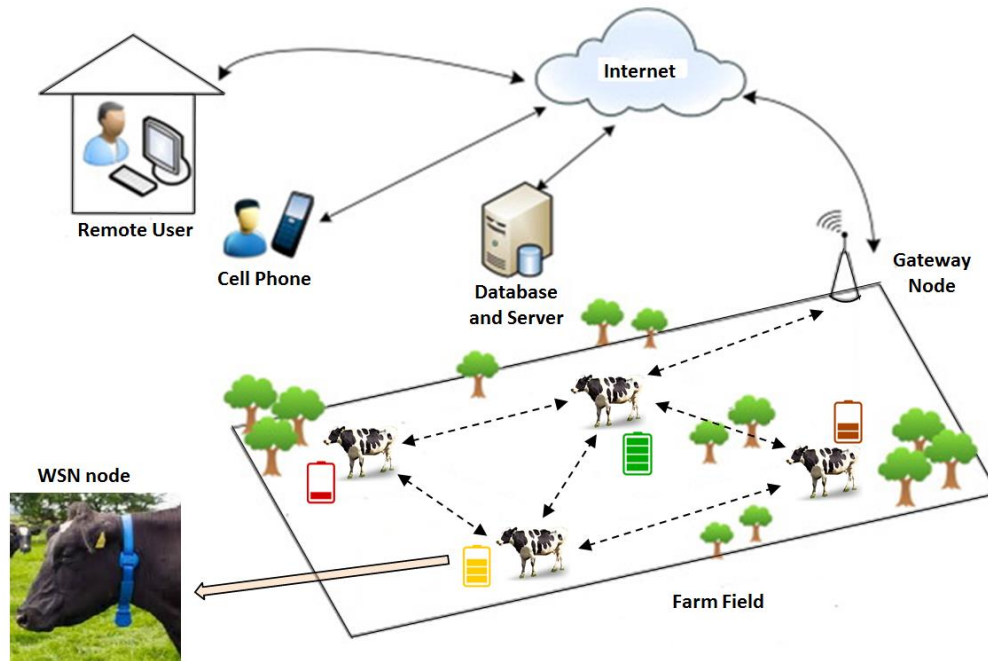 Internet
Remote User
Cell Phone
Database
and Server
Gateway
Node
WSN node
Farm Field